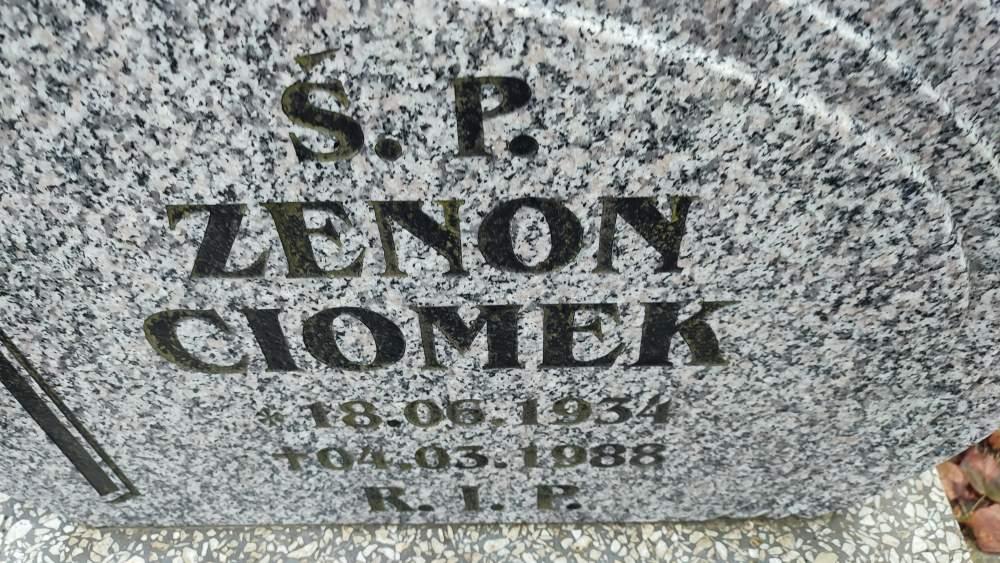 Ś. P.
ZENON
CIOMEK
* 18.06.1934
✝ 04.03.1988
R. I. P.